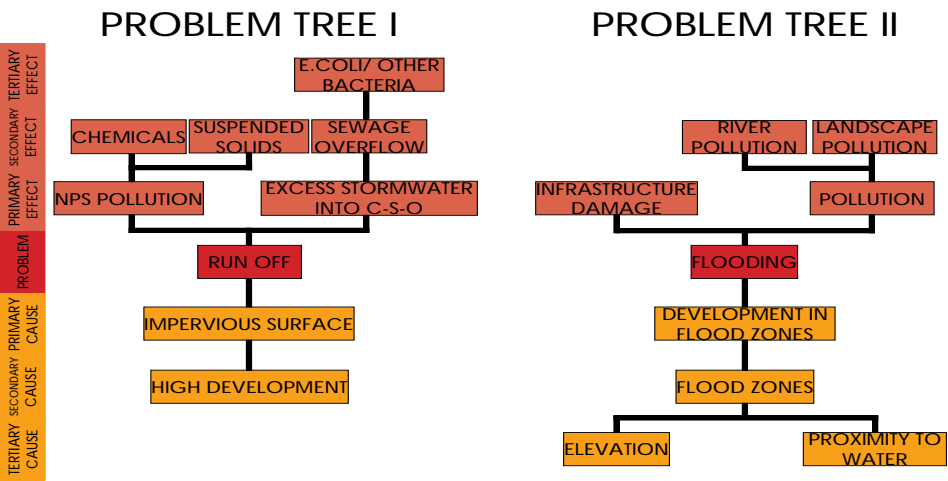 PROBLEM TREE I
PROBLEM TREE II
TERTIARY
EFFECT
SECONDARY
EFFECT
PRIMARY
EFFECT
PROBLEM
PRIMARY
CAUSE
SECONDARY
CAUSE
TERTIARY
CAUSE
E.COLI/ OTHER
BACTERIA
CHEMICALS
SUSPENDED
SOLIDS
SEWAGE
OVERFLOW
NPS POLLUTION
EXCESS STORMWATER
INTO C-S-O
RUN OFF
IMPERVIOUS SURFACE
HIGH DEVELOPMENT
RIVER
POLLUTION
LANDSCAPE
POLLUTION
INFRASTRUCTURE
DAMAGE
POLLUTION
FLOODING
DEVELOPMENT IN
FLOOD ZONES
FLOOD ZONES
ELEVATION
PROXIMITY TO
WATER